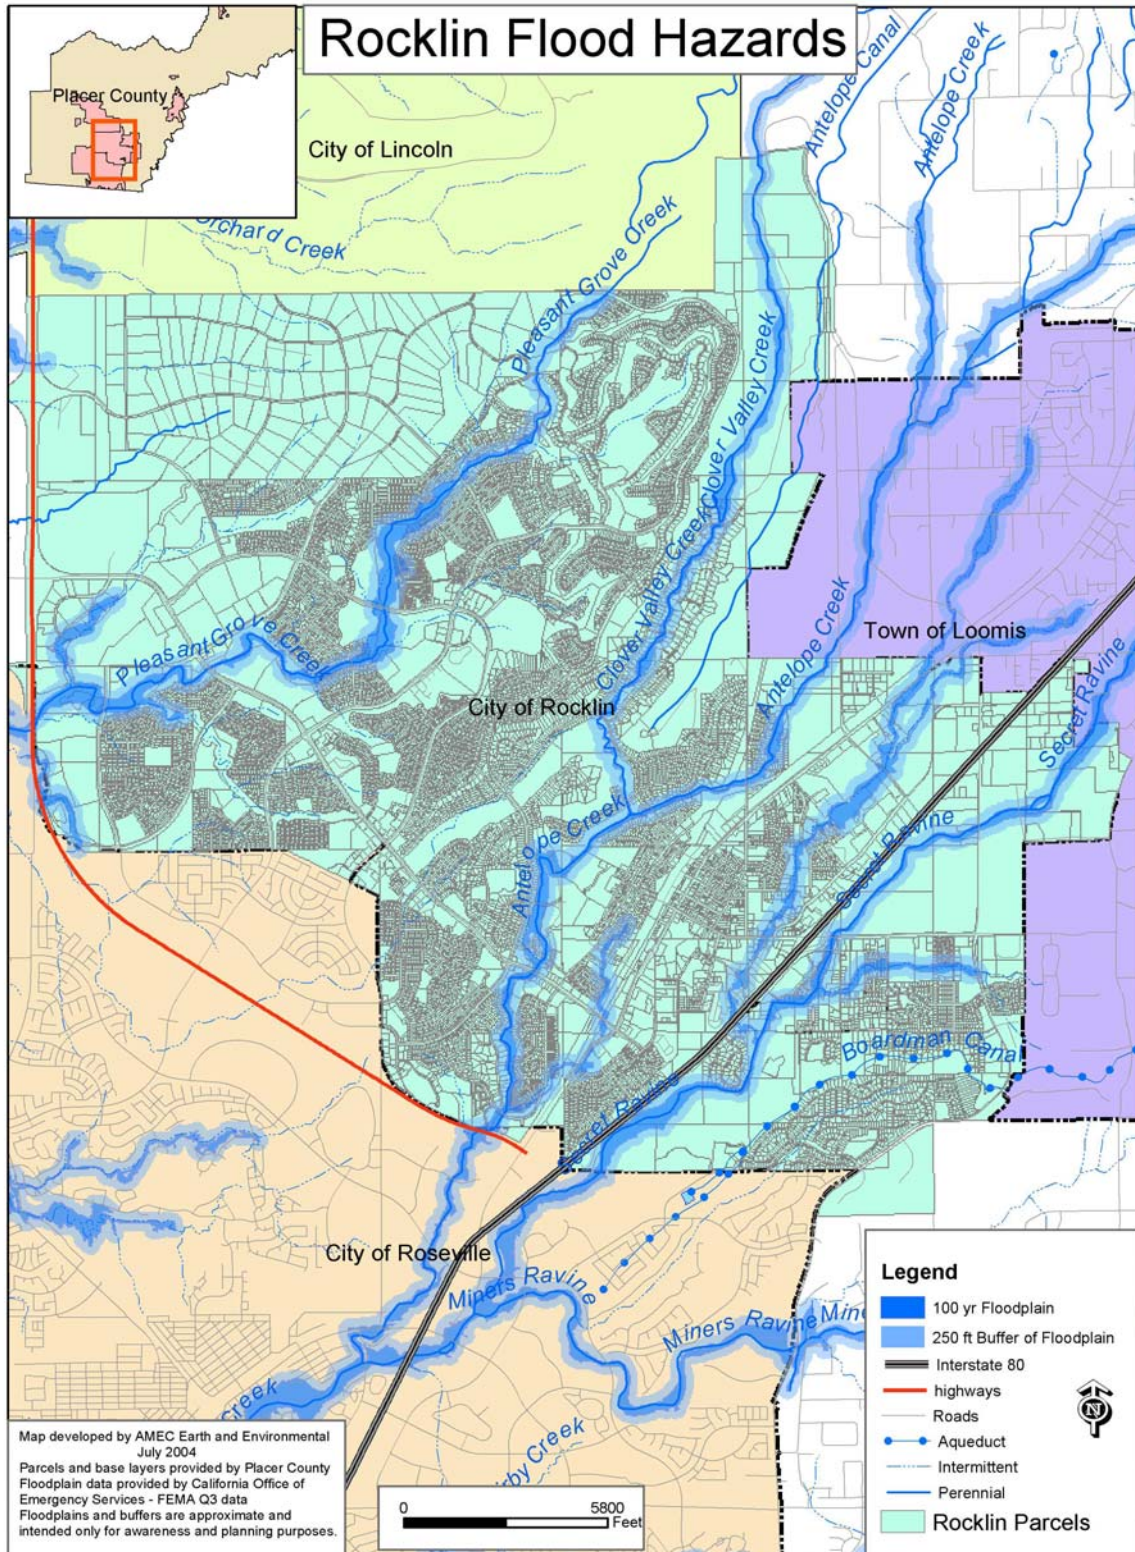 Rocklin Flood Hazards
Placer County
City of Lincoln
Antelope Canal
Antelope Creek
Orchard Creek
Pleasant Grove Creek
Clover Valley Creek
Clover Valley Creek
Pleasant Grove Creek
Antelope Creek
Town of Loomis
City of Rocklin
Secret Ravine
Antelope Creek
Secret Ravine
Boardman Canal
Secret Ravine
City of Roseville
Miners Ravine
Miners Ravine
Creek
Creek
Legend
100 yr Floodplain
250 ft Buffer of Floodplain
Interstate 80
highways
Roads
Aqueduct
Intermittent
Perennial
Rocklin Parcels
N
Map developed by AMEC Earth and Environmental
July 2004
Parcels and base layers provided by Placer County
Floodplain data provided by California Office of
Emergency Services - FEMA Q3 data
Floodplains and buffers are approximate and
intended only for awareness and planning purposes.
0 5800
Feet